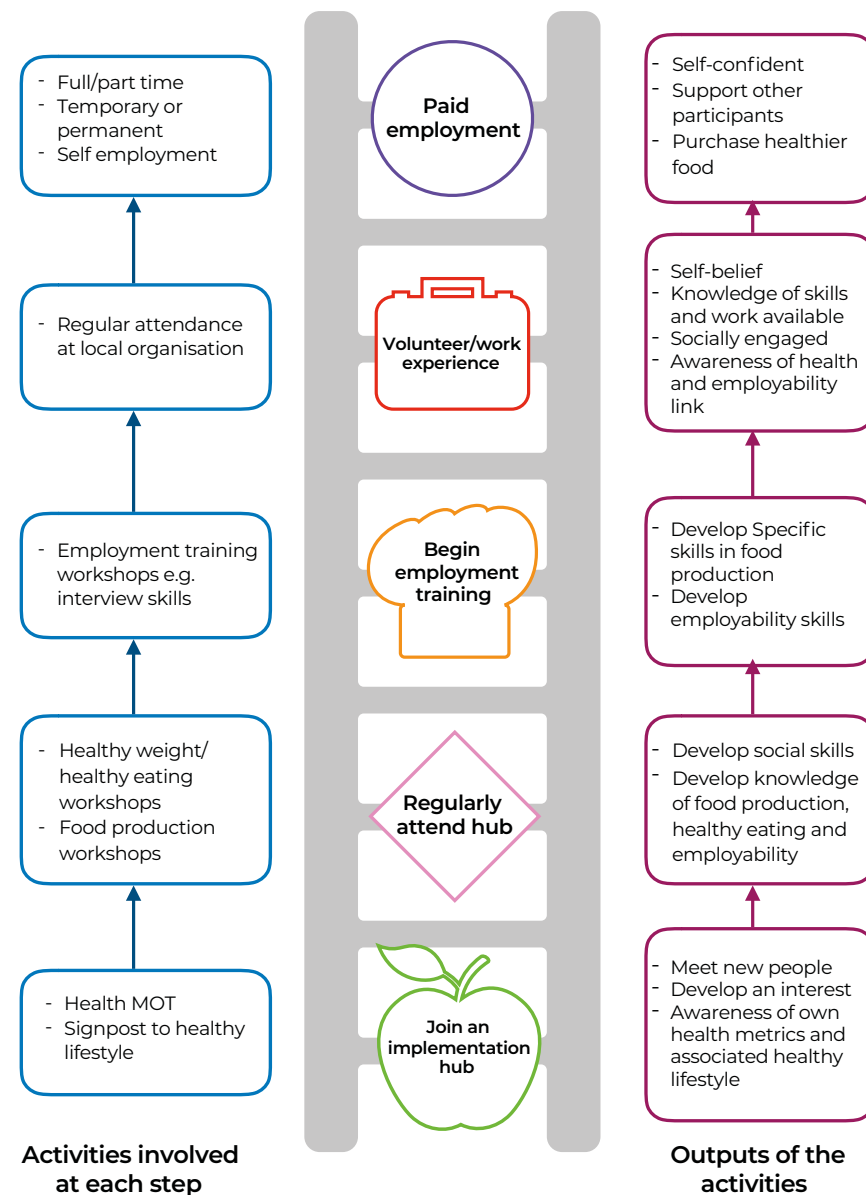 - Full/part time
- Temporary or
permanent
- Self employment
Paid
employment
- Self-confident
- Support other
participants
- Purchase healthier
food
- Regular attendance
at local organisation
Volunteer/work
experience
- Self-belief
- Knowledge of skills
and work available
- Socially engaged
- Awareness of health
and employability
link
- Employment training
workshops e.g.
interview skills
Begin
employment
training
- Develop Specific
skills in food
production
- Develop
employability skills
- Healthy weight/
healthy eating
workshops
- Food production
workshops
Regularly
attend hub
- Develop social skills
- Develop knowledge
of food production,
healthy eating and
employability
- Health MOT
- Signpost to healthy
lifestyle
Join an
implementation
hub
- Meet new people
- Develop an interest
- Awareness of own
health metrics and
associated healthy
lifestyle
Activities involved
at each step
Outputs of the
activities